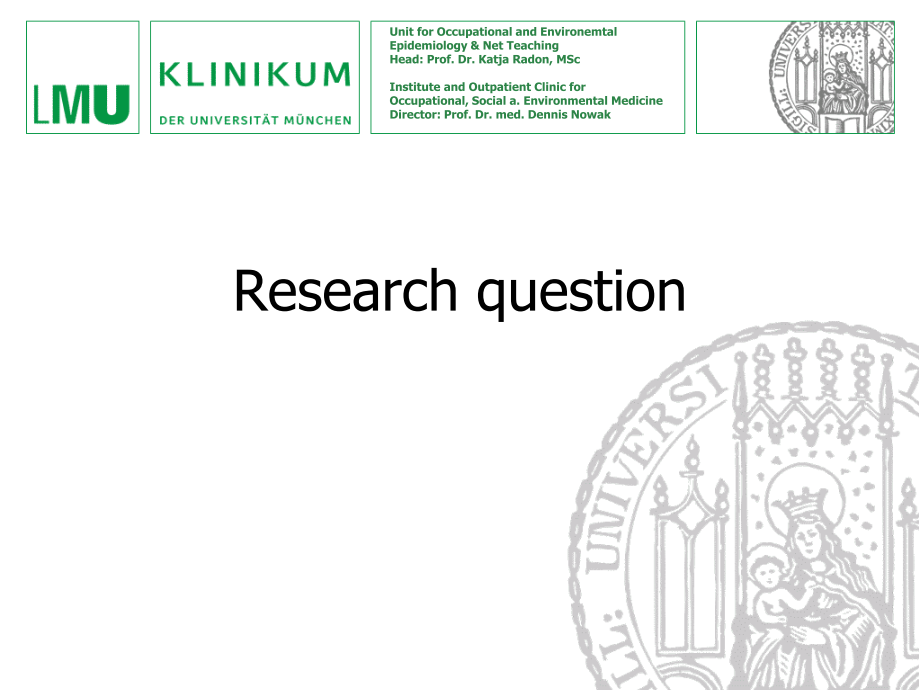 LMU
KLINIKUM
DER UNIVERSITÄT MÜNCHEN
Unit for Occupational and Environemtal
Epidemiology & Net Teaching
Head: Prof. Dr. Katja Radon, MSc
Institute and Outpatient Clinic for
Occupational, Social a. Environmental Medicine
Director: Prof. Dr. med. Dennis Nowak
Research question
UNIVERSI